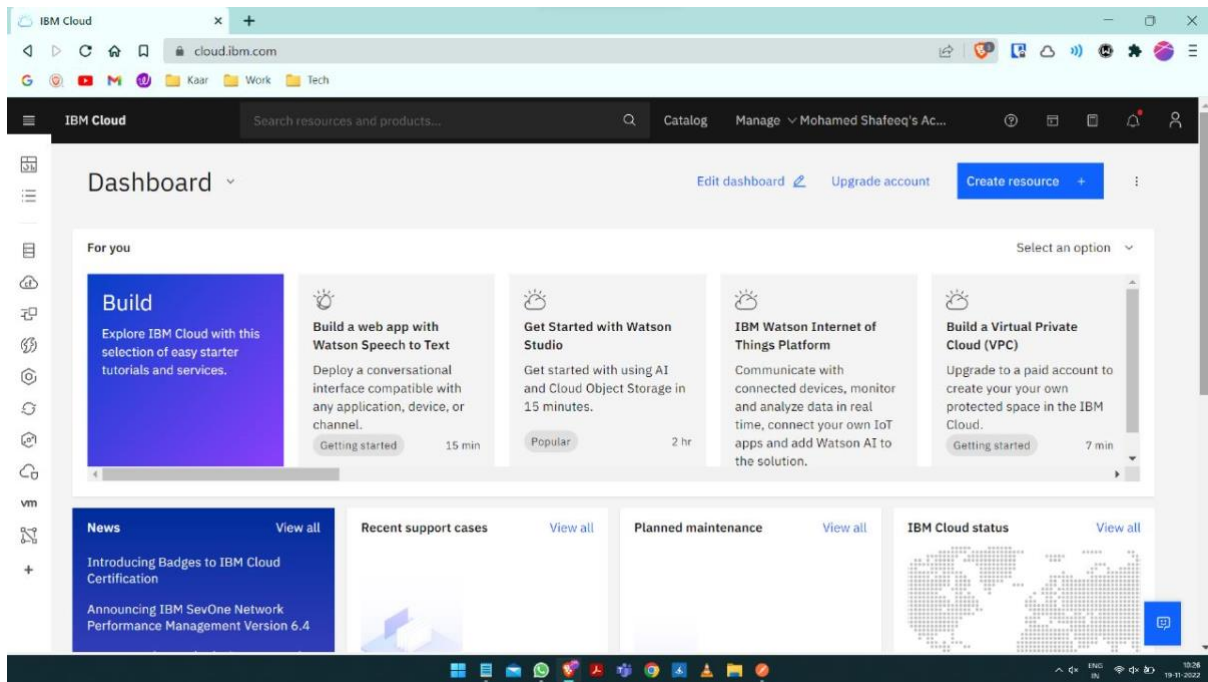 IBM Cloud
cloud.ibm.com
Kaar Work Tech
IBM Cloud Search resources and products... Catalog Manage Mohamed Shafeeq's Ac...
Dashboard
Edit dashboard Upgrade account Create resource +
For you
Select an option
Build
Explore IBM Cloud with this
selection of easy starter
tutorials and services.
Build a web app with
Watson Speech to Text
Deploy a conversational
interface compatible with
any application, device, or
channel.
Getting started 15 min
Get Started with Watson
Studio
Get started with using AI
and Cloud Object Storage in
15 minutes.
Popular 2 hr
IBM Watson Internet of
Things Platform
Communicate with
connected devices, monitor
and analyze data in real
time, connect your own IoT
apps and add Watson AI to
the solution.
Build a Virtual Private
Cloud (VPC)
Upgrade to a paid account to
create your your own
protected space in the IBM
Cloud.
Getting started 7 min
vm
News View all
Introducing Badges to IBM Cloud
Certification
Announcing IBM SevOne Network
Performance Management Version 6.4
Recent support cases View all
Planned maintenance View all
IBM Cloud status View all
ENG
IN
10:26
19-11-2022